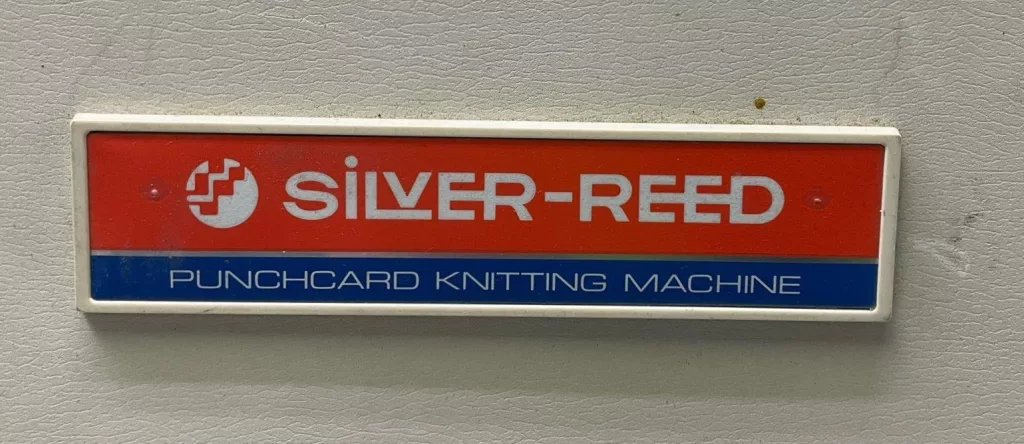 SiLVER-REED
PUNCHCARD KNITTING MACHINE